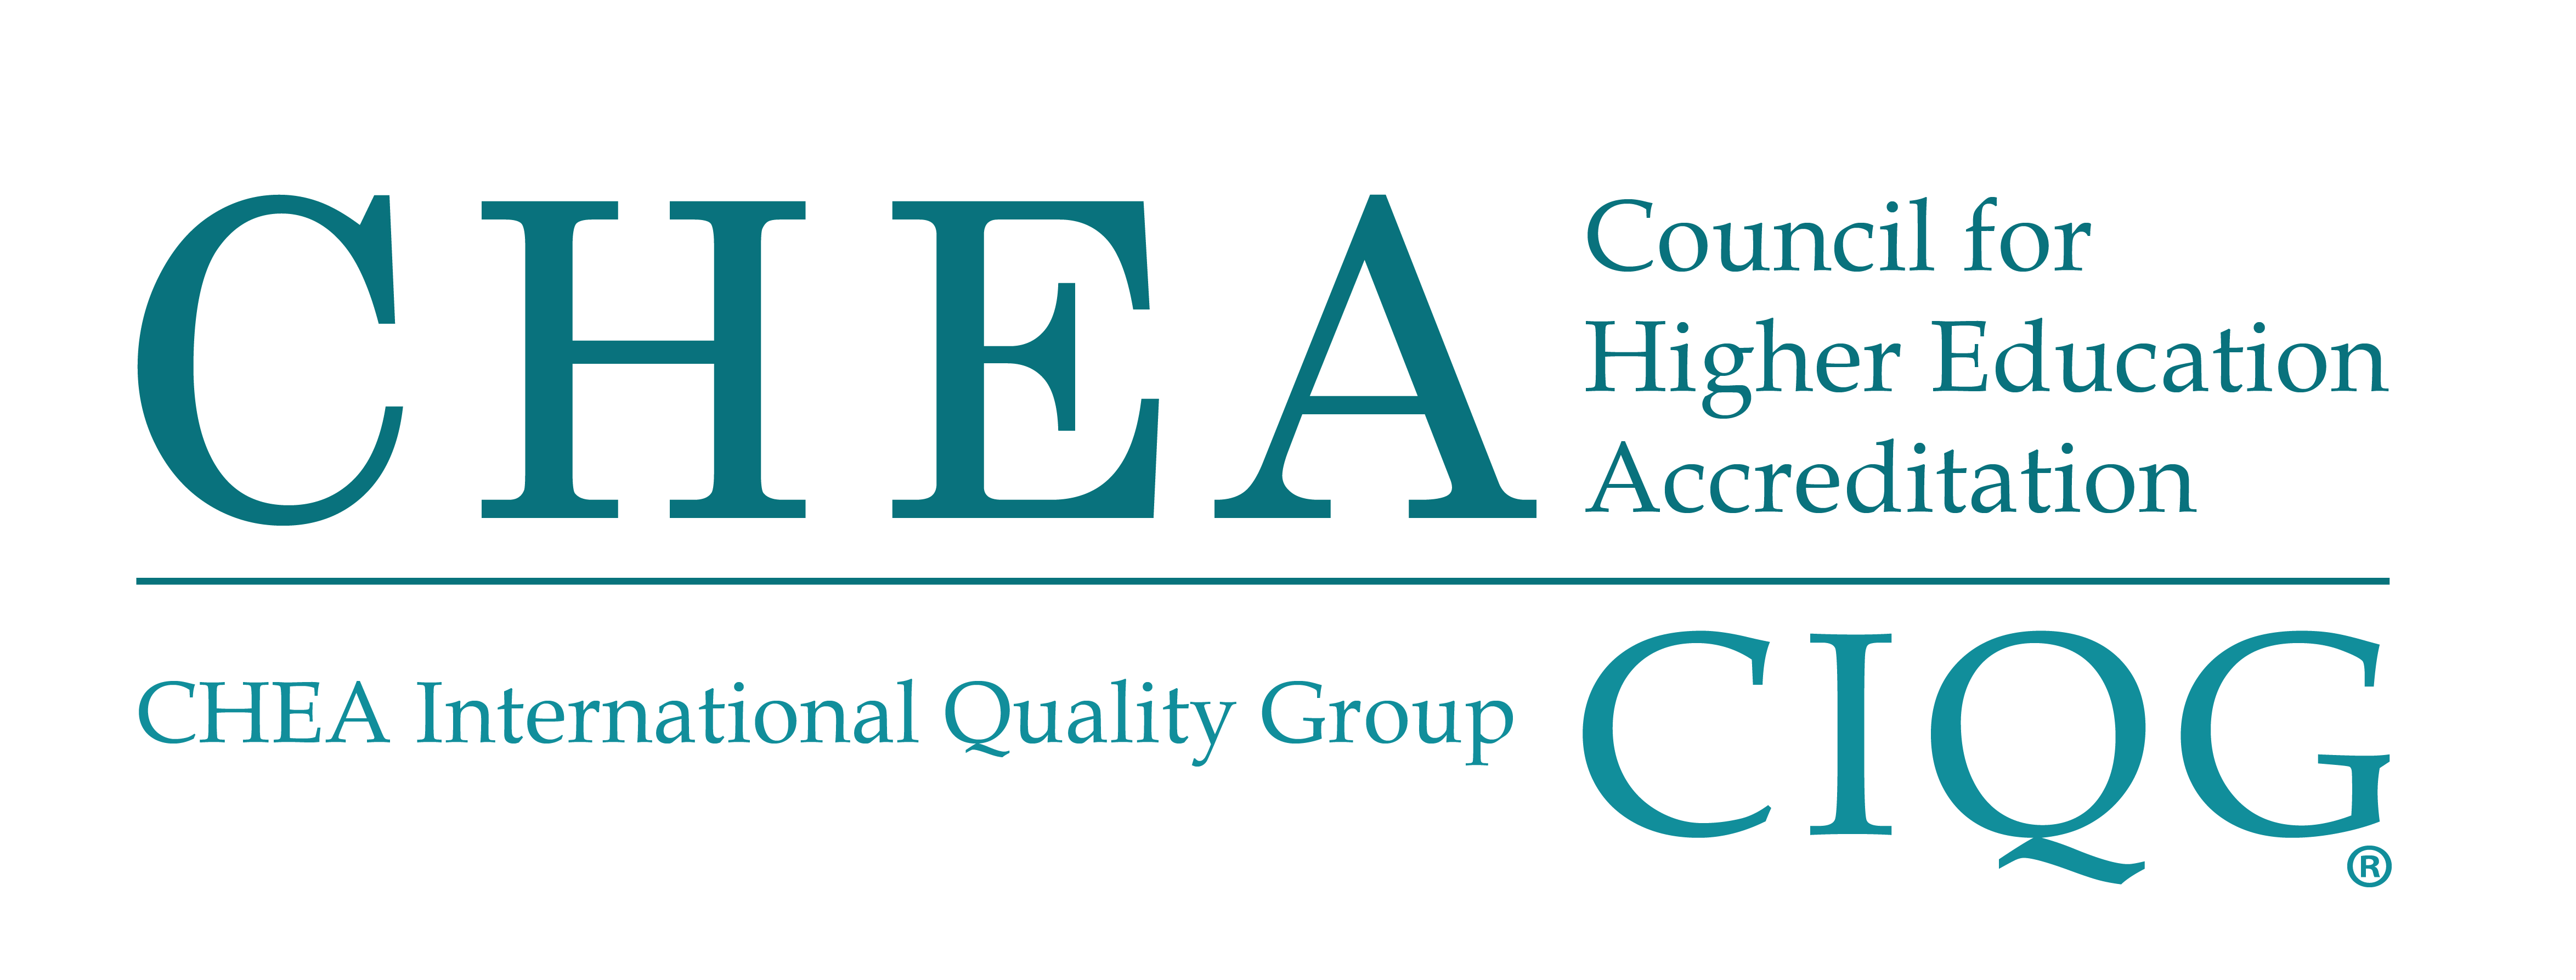 CHEA
Council for
Higher Education
Accreditation
CHEA International Quality Group
CIQG
®